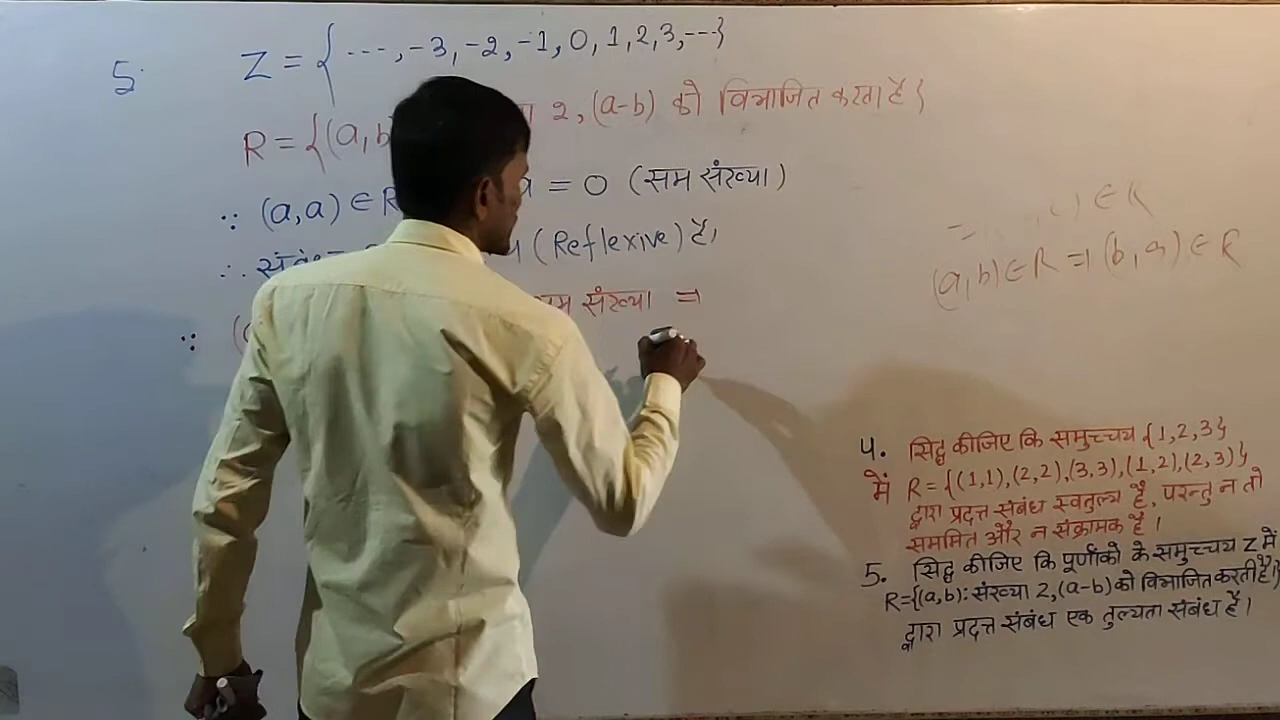 5.
Z = { ---, -3, -2, -1, 0, 1, 2, 3, --- }
R = { (a, b 2, (a-b) को विभाजित करता है }
∵ (a, a) ∈ R = 0 (सम संख्या)
∴ (Reflexive) है,
∵ ( सम संख्या ⇒
) ∈ R
(a, b) ∈ R ⇒ (b, a) ∈ R
4. सिद्ध कीजिए कि समुच्चय {1, 2, 3}
में R = {(1,1), (2,2), (3,3), (1,2), (2,3)}
द्वारा प्रदत्त संबंध स्वतुल्य है, परन्तु न तो
सममित और न संक्रामक है।
5. सिद्ध कीजिए कि पूर्णांको के समुच्चय Z में
R={(a,b): संख्या 2, (a-b) को विभाजित करती है}
द्वारा प्रदत्त संबंध एक तुल्यता संबंध है।